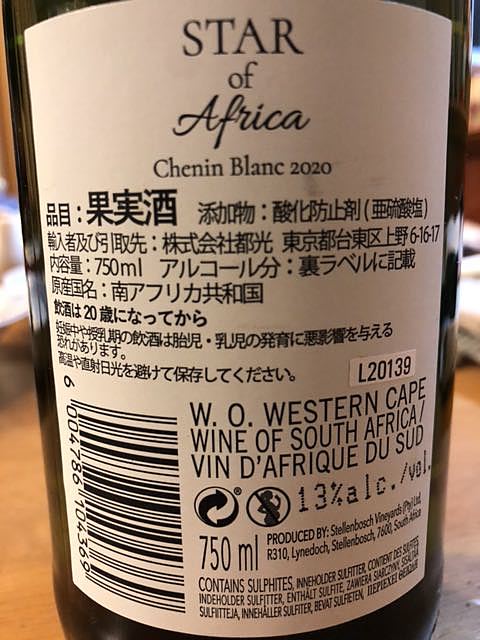 STAR
of
Africa
Chenin Blanc 2020
品目：果実酒　添加物：酸化防止剤(亜硫酸塩)
輸入者及び引取先：株式会社都光 東京都台東区上野6-16-17
内容量：750ml　アルコール分：裏ラベルに記載
原産国名：南アフリカ共和国
飲酒は20歳になってから
妊娠中や授乳期の飲酒は胎児・乳児の発育に悪影響を与える
恐れがあります。
高温や直射日光を避けて保存してください。
L20139
6 004786 704369
W. O. WESTERN CAPE
WINE OF SOUTH AFRICA /
VIN D'AFRIQUE DU SUD
13%alc./vol.
750 ml
PRODUCED BY: Stellenbosch Vineyards (Pty) Ltd,
R310, Lynedoch, Stellenbosch, 7600, South Africa
CONTAINS SULPHITES, INNEHOLDER SULFITTER, CONTIENT DES SULFITES,
INDEHOLDER SULFITTER, ENTHÄLT SULFITE, ZAWIERA SIARCZYNY, SISÄLTÄÄ
SULFIITTEJA, INNEHÅLLER SULFITER, BEVAT SULFIETEN, ΠΕΡΙΕΧΕΙ ΘΕΙΩΔΗ